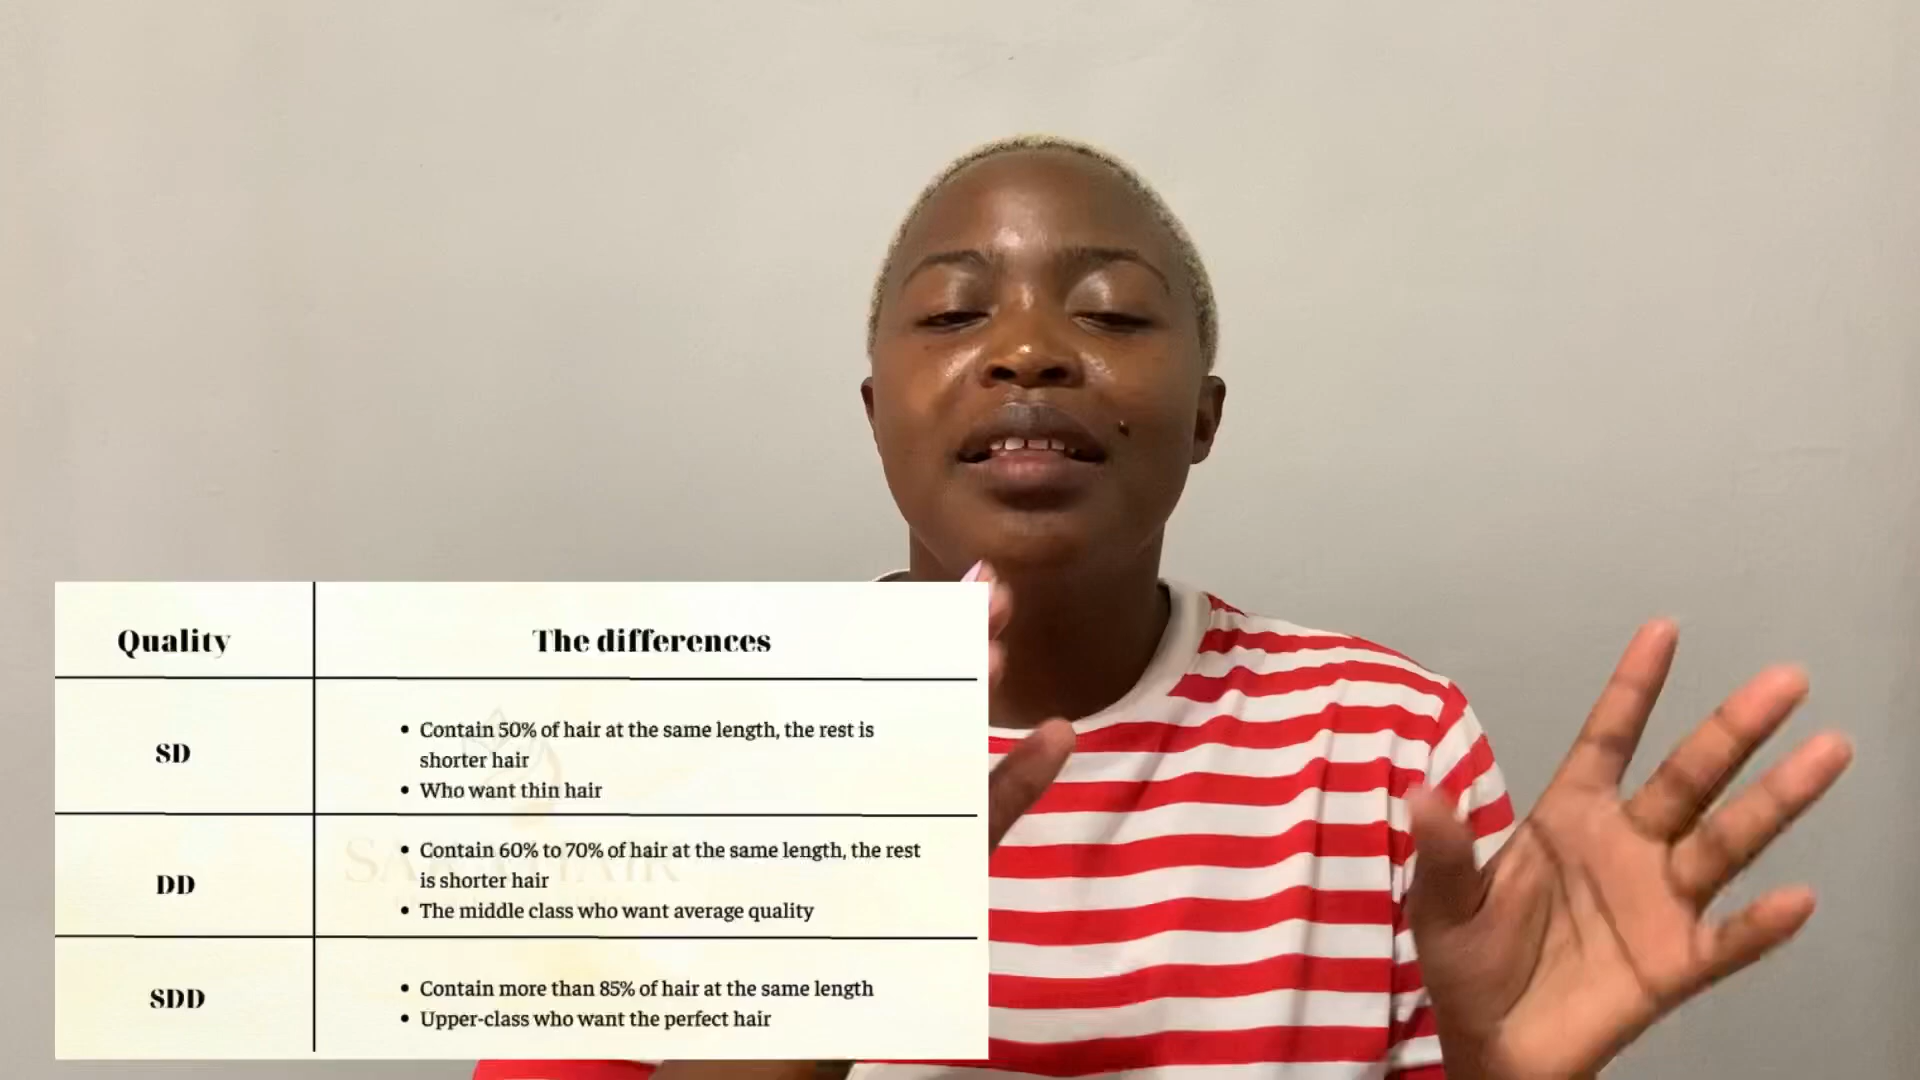 Quality
The differences
SD
• Contain 50% of hair at the same length, the rest is
shorter hair
• Who want thin hair
DD
• Contain 60% to 70% of hair at the same length, the rest
is shorter hair
• The middle class who want average quality
SDD
• Contain more than 85% of hair at the same length
• Upper-class who want the perfect hair